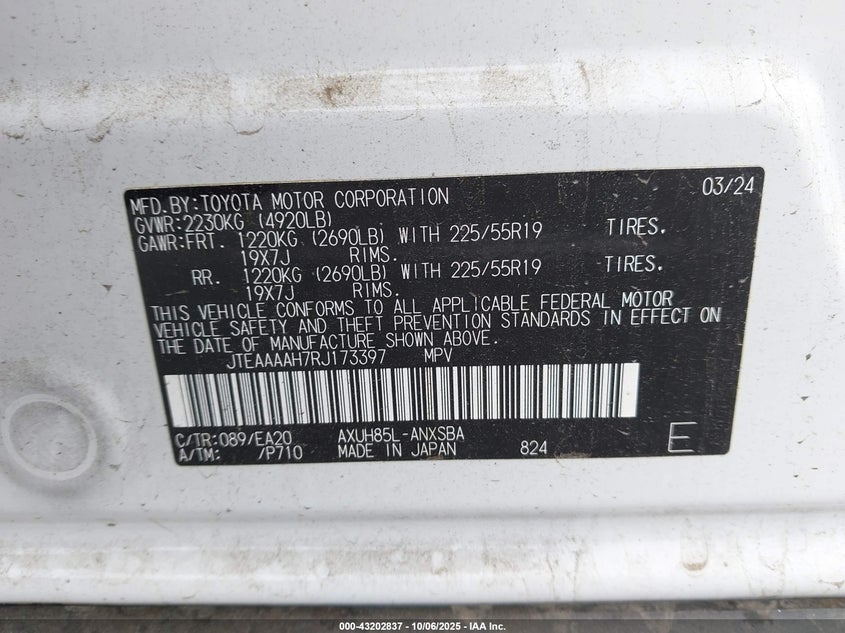 MFD. BY:TOYOTA MOTOR CORPORATION 03/24
GVWR:2230KG (4920LB)
GAWR:FRT. 1220KG (2690LB) WITH 225/55R19 TIRES.
19X7J RIMS.
RR. 1220KG (2690LB) WITH 225/55R19 TIRES.
19X7J RIMS.
THIS VEHICLE CONFORMS TO ALL APPLICABLE FEDERAL MOTOR
VEHICLE SAFETY AND THEFT PREVENTION STANDARDS IN EFFECT ON
THE DATE OF MANUFACTURE SHOWN ABOVE.
JTEAAAAH7RJ173397 MPV
C/TR:089/EA20 AXUH85L-ANXSBA
A/TM: /P710 MADE IN JAPAN 824 E
000-43202837 - 10/06/2025 - IAA Inc.